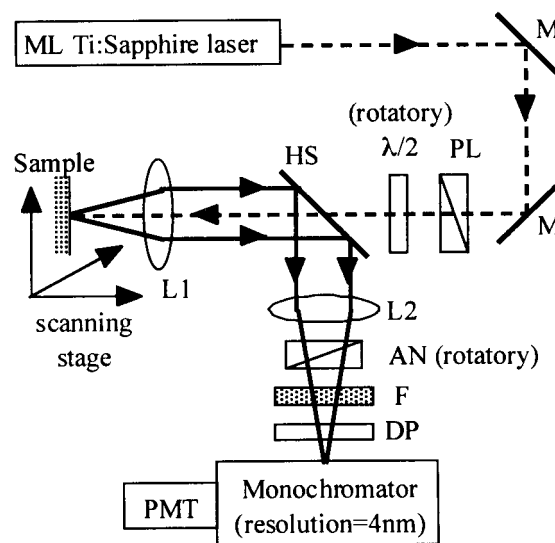 ML Ti:Sapphire laser
M
(rotatory)
λ/2
PL
HS
Sample
M
L1
scanning
stage
L2
AN (rotatory)
F
DP
PMT
Monochromator
(resolution=4nm)